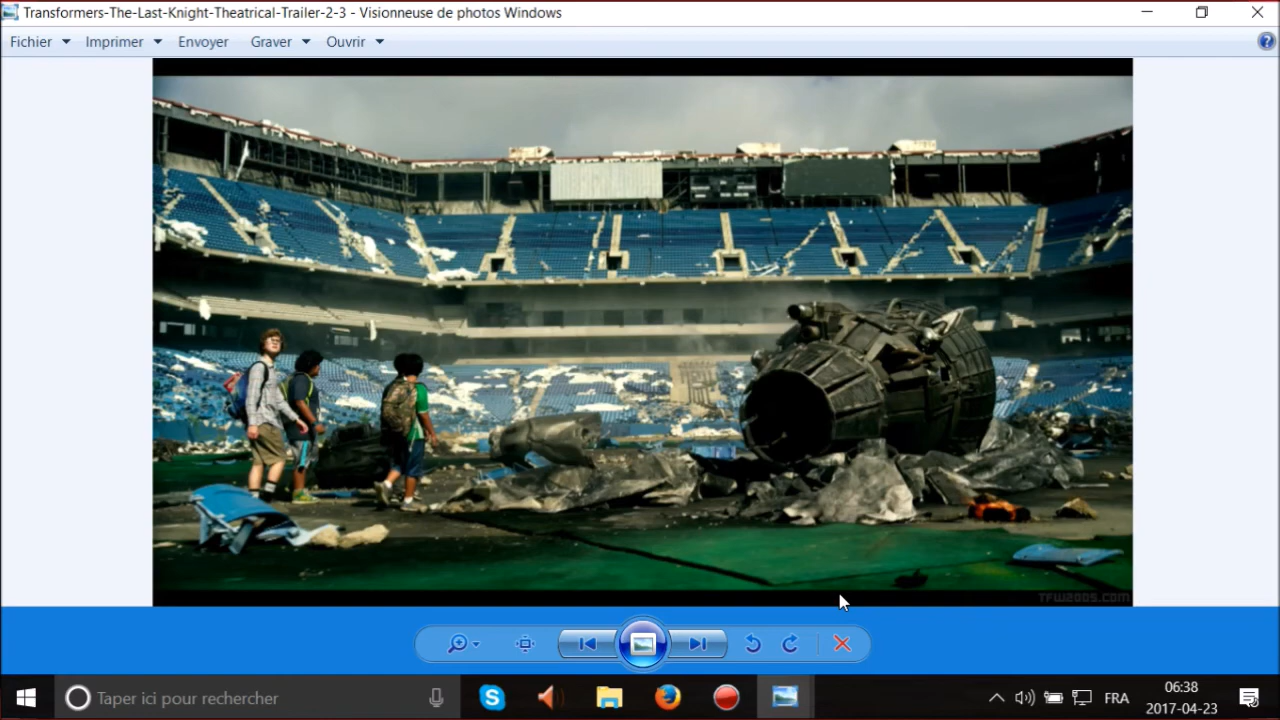 Transformers-The-Last-Knight-Theatrical-Trailer-2-3 - Visionneuse de photos Windows
Fichier Imprimer Envoyer Graver Ouvrir
TFW2005.COM
Taper ici pour rechercher
FRA
06:38
2017-04-23